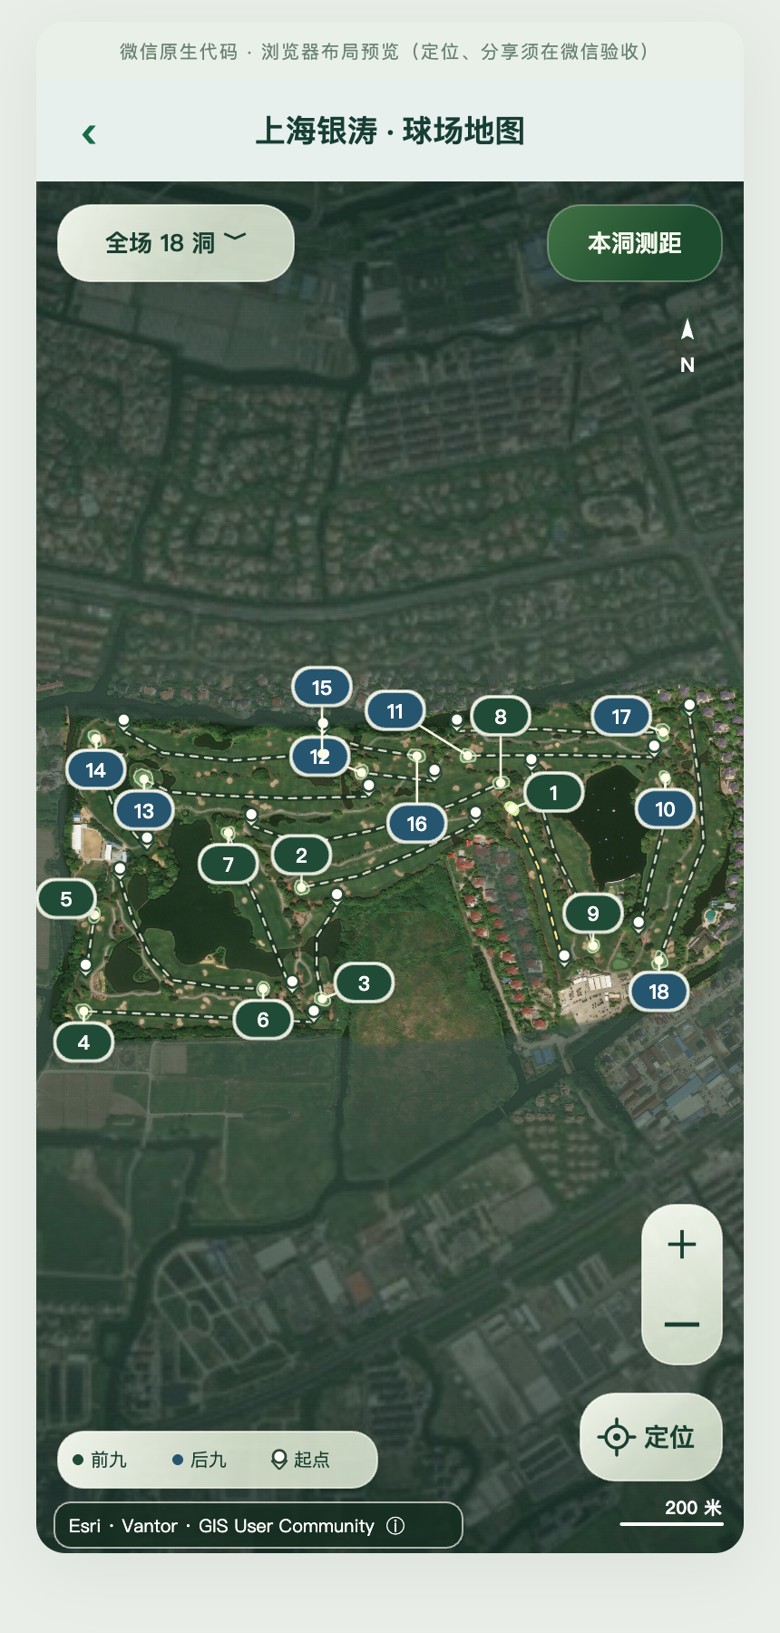 微信原生代码 · 浏览器布局预览（定位、分享须在微信验收）
上海银涛 · 球场地图
全场 18 洞
本洞测距
N
15
11
8
17
12
14
1
13
10
16
2
7
5
9
3
18
6
4
前九
后九
起点
定位
200 米
Esri · Vantor · GIS User Community